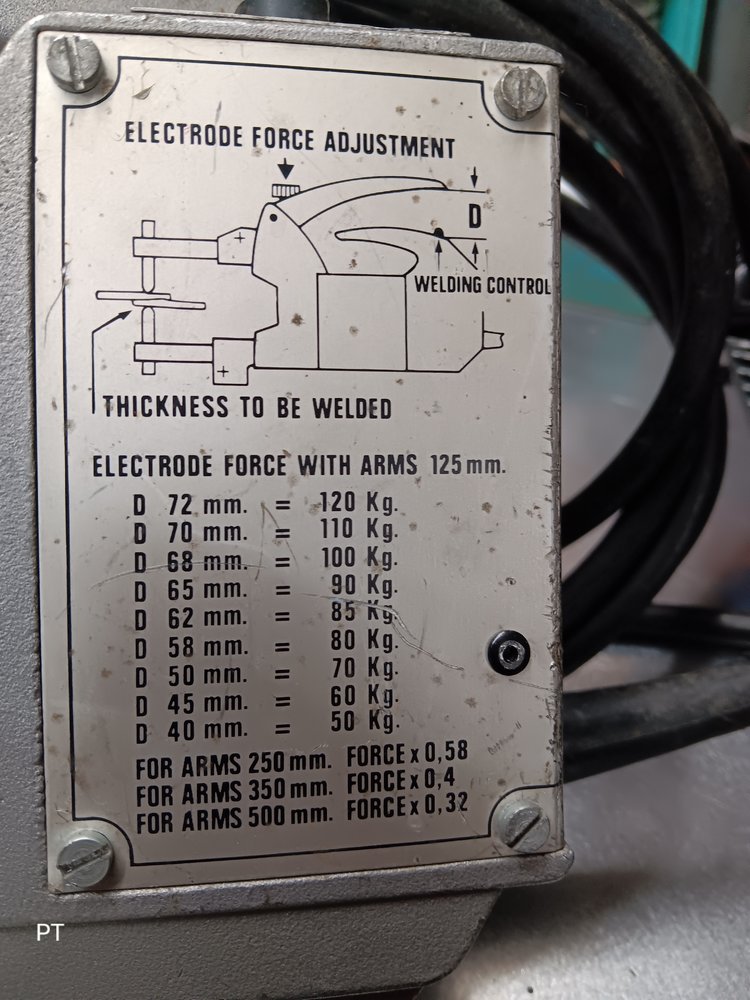 ELECTRODE FORCE ADJUSTMENT
D
WELDING CONTROL
THICKNESS TO BE WELDED
ELECTRODE FORCE WITH ARMS 125 mm.
D 72 mm. = 120 Kg.
D 70 mm. = 110 Kg.
D 68 mm. = 100 Kg.
D 65 mm. = 90 Kg.
D 62 mm. = 85 Kg.
D 58 mm. = 80 Kg.
D 50 mm. = 70 Kg.
D 45 mm. = 60 Kg.
D 40 mm. = 50 Kg.
FOR ARMS 250 mm. FORCE x 0,58
FOR ARMS 350 mm. FORCE x 0,4
FOR ARMS 500 mm. FORCE x 0,32
PT